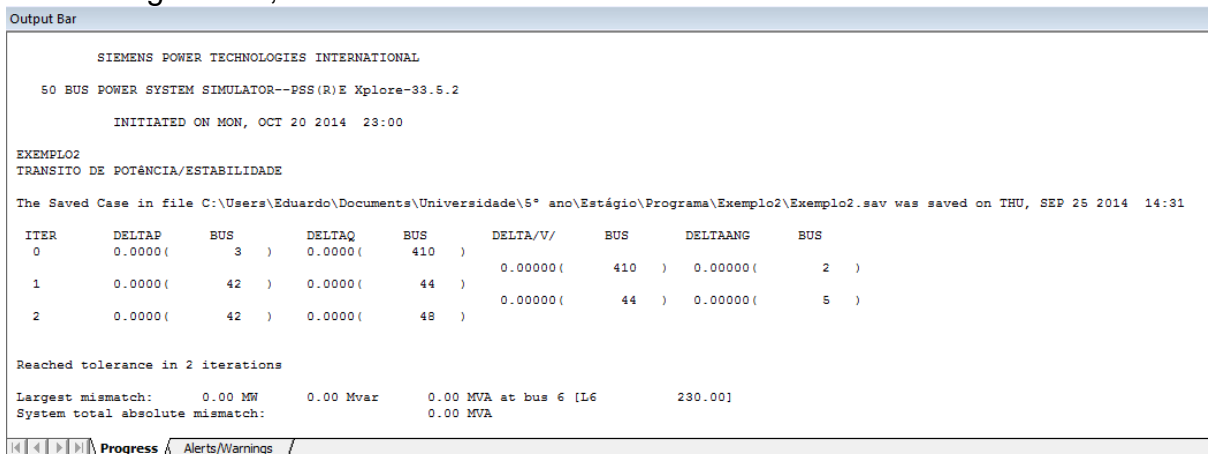 Output Bar
SIEMENS POWER TECHNOLOGIES INTERNATIONAL
50 BUS POWER SYSTEM SIMULATOR--PSS(R)E Xplore-33.5.2
INITIATED ON MON, OCT 20 2014 23:00
EXEMPLO2
TRANSITO DE POTêNCIA/ESTABILIDADE
The Saved Case in file C:\Users\Eduardo\Documents\Universidade\5º ano\Estágio\Programa\Exemplo2\Exemplo2.sav was saved on THU, SEP 25 2014 14:31
ITER DELTAP BUS DELTAQ BUS DELTA/V/ BUS DELTAANG BUS
0 0.0000( 3 ) 0.0000( 410 )
0.00000( 410 ) 0.00000( 2 )
1 0.0000( 42 ) 0.0000( 44 )
0.00000( 44 ) 0.00000( 5 )
2 0.0000( 42 ) 0.0000( 48 )
Reached tolerance in 2 iterations
Largest mismatch: 0.00 MW 0.00 Mvar 0.00 MVA at bus 6 [L6 230.00]
System total absolute mismatch: 0.00 MVA
Progress Alerts/Warnings